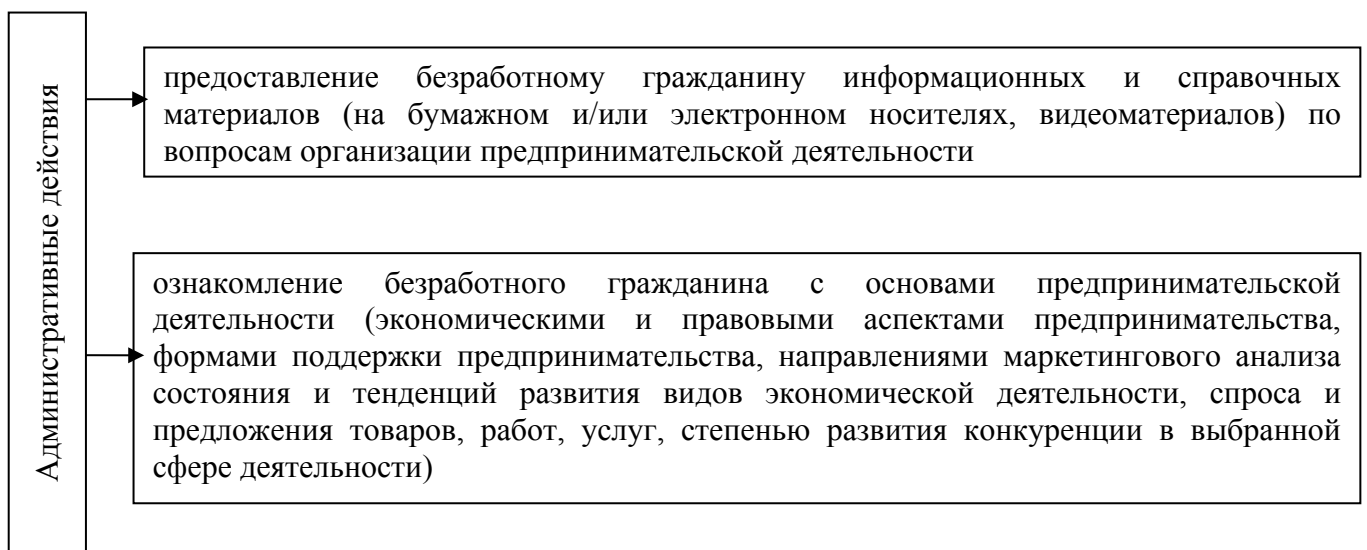 Административные действия
предоставление безработному гражданину информационных и справочных
материалов (на бумажном и/или электронном носителях, видеоматериалов) по
вопросам организации предпринимательской деятельности
ознакомление безработного гражданина с основами предпринимательской
деятельности (экономическими и правовыми аспектами предпринимательства,
формами поддержки предпринимательства, направлениями маркетингового анализа
состояния и тенденций развития видов экономической деятельности, спроса и
предложения товаров, работ, услуг, степенью развития конкуренции в выбранной
сфере деятельности)